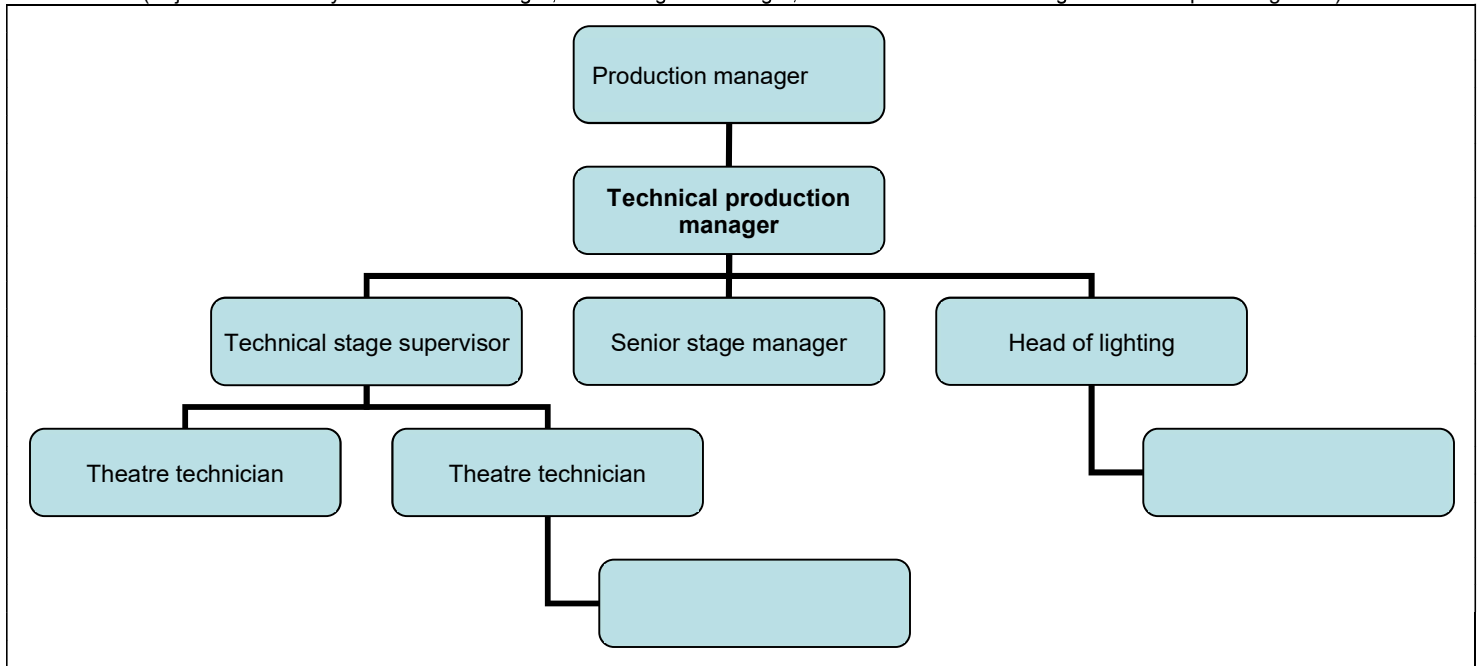 Production manager
Technical production
manager
Technical stage supervisor
Senior stage manager
Head of lighting
Theatre technician
Theatre technician